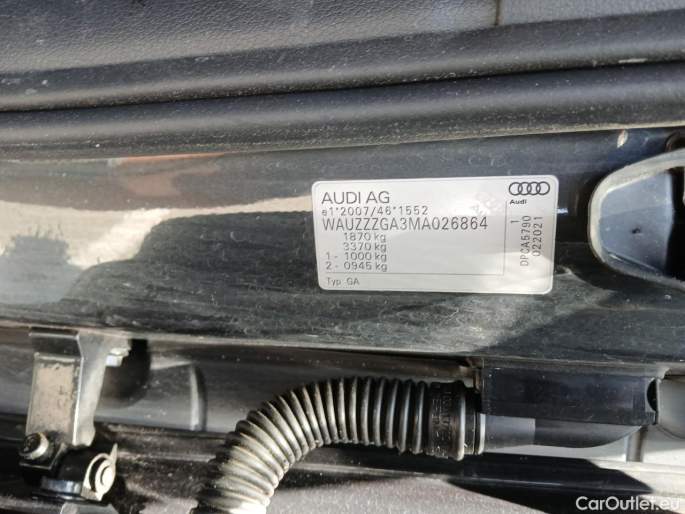 AUDI AG
e1*2007/46*1552
WAUZZZGA3MA026864
1870 kg
3370 kg
1 - 1000 kg
2 - 0945 kg
Typ GA
Audi
DPCA5790 1
022021
CarOutlet.eu